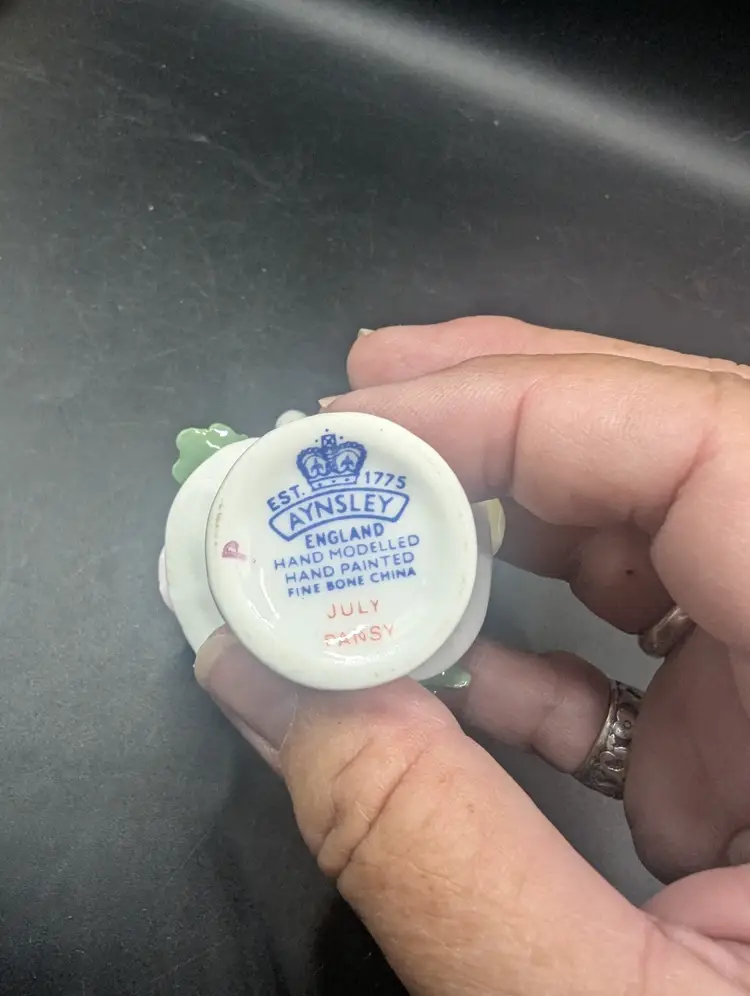 EST. 1775
AYNSLEY
ENGLAND
HAND MODELLED
HAND PAINTED
FINE BONE CHINA
P
JULY
PANSY